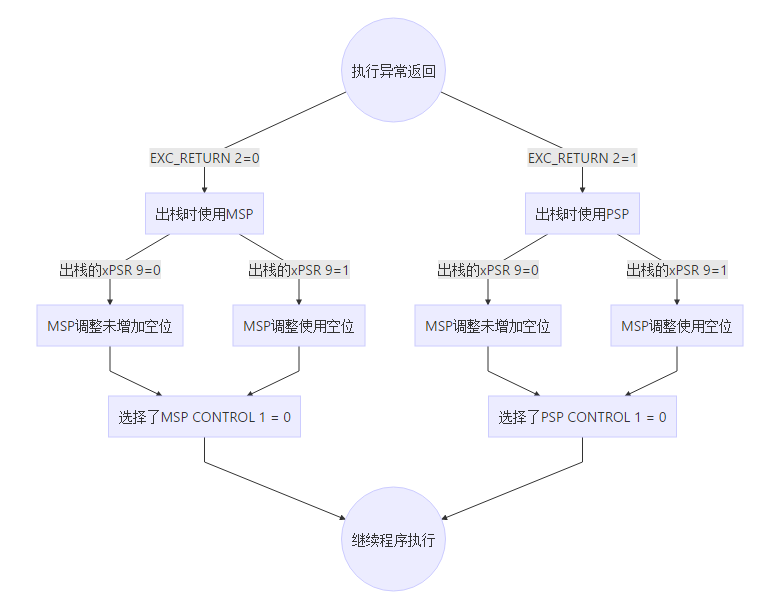 执行异常返回
EXC_RETURN 2=0
EXC_RETURN 2=1
出栈时使用MSP
出栈时使用PSP
出栈的xPSR 9=0
出栈的xPSR 9=1
出栈的xPSR 9=0
出栈的xPSR 9=1
MSP调整未增加空位
MSP调整使用空位
MSP调整未增加空位
MSP调整使用空位
选择了MSP CONTROL 1 = 0
选择了PSP CONTROL 1 = 0
继续程序执行